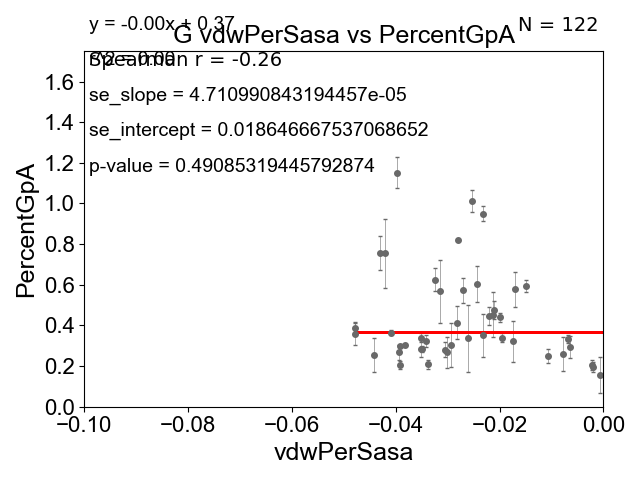 y = -0.00x + 0.37
N = 122
G vdwPerSasa vs PercentGpA
Spearman r = -0.26
se_slope = 4.710990843194457e-05
se_intercept = 0.018646667537068652
p-value = 0.49085319445792874
PercentGpA
1.6
1.4
1.2
1.0
0.8
0.6
0.4
0.2
0.0
−0.10 −0.08 −0.06 −0.04 −0.02 0.00
vdwPerSasa